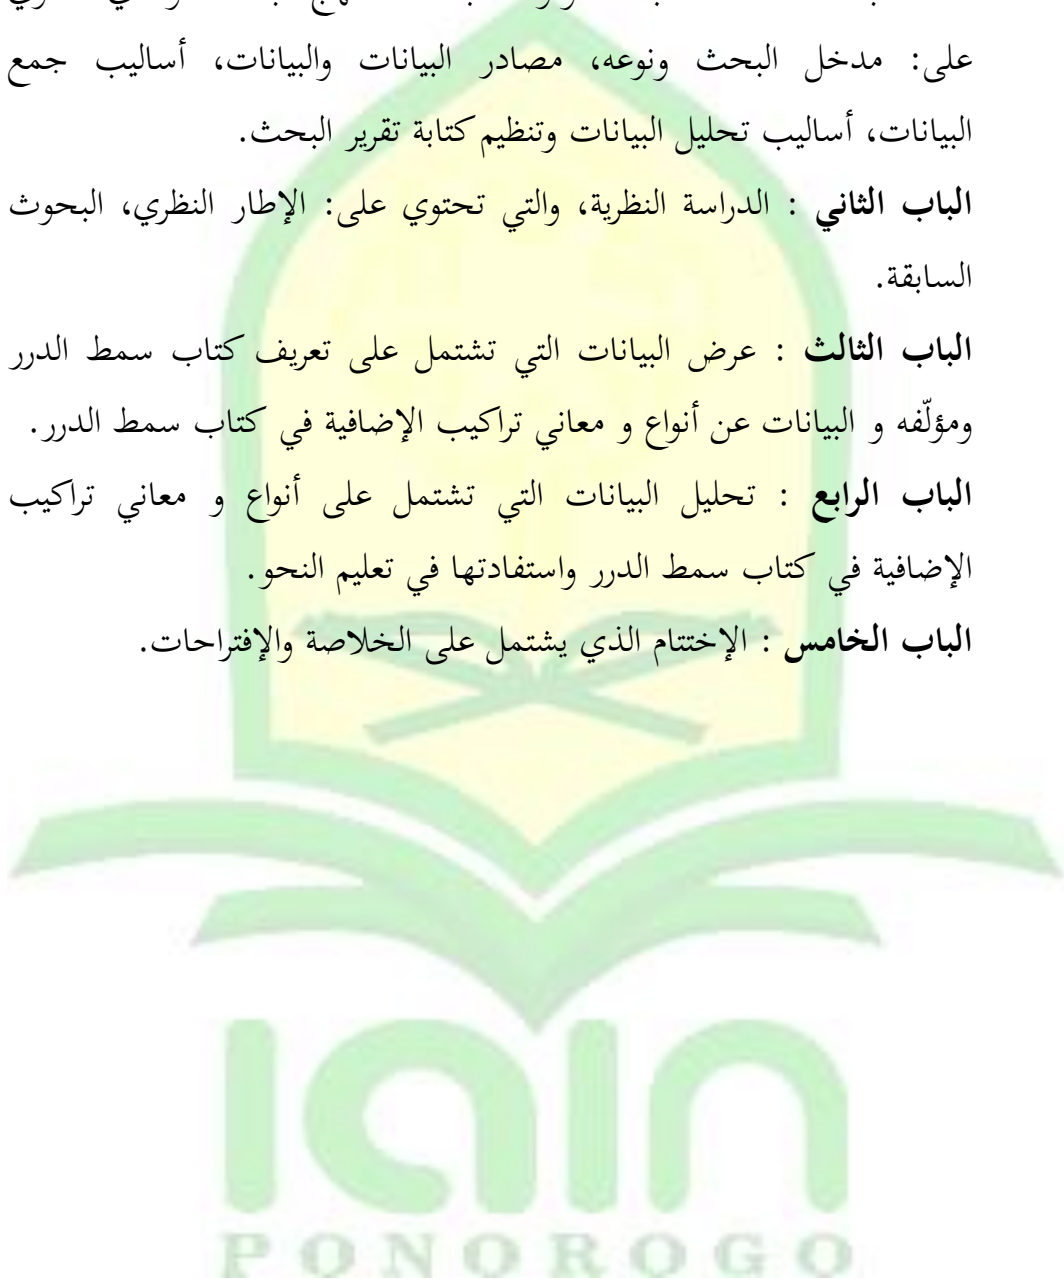 على: مدخل البحث ونوعه، مصادر البيانات والبيانات، أساليب جمع
البيانات، أساليب تحليل البيانات وتنظيم كتابة تقرير البحث.
الباب الثاني : الدراسة النظرية، والتي تحتوي على: الإطار النظري، البحوث
السابقة.
الباب الثالث : عرض البيانات التي تشتمل على تعريف كتاب سمط الدرر
ومؤلّفه و البيانات عن أنواع و معاني تراكيب الإضافية في كتاب سمط الدرر.
الباب الرابع : تحليل البيانات التي تشتمل على أنواع و معاني تراكيب
الإضافية في كتاب سمط الدرر واستفادتها في تعليم النحو.
الباب الخامس : الإختتام الذي يشتمل على الخلاصة والإفتراحات.
iain
PONOROGO